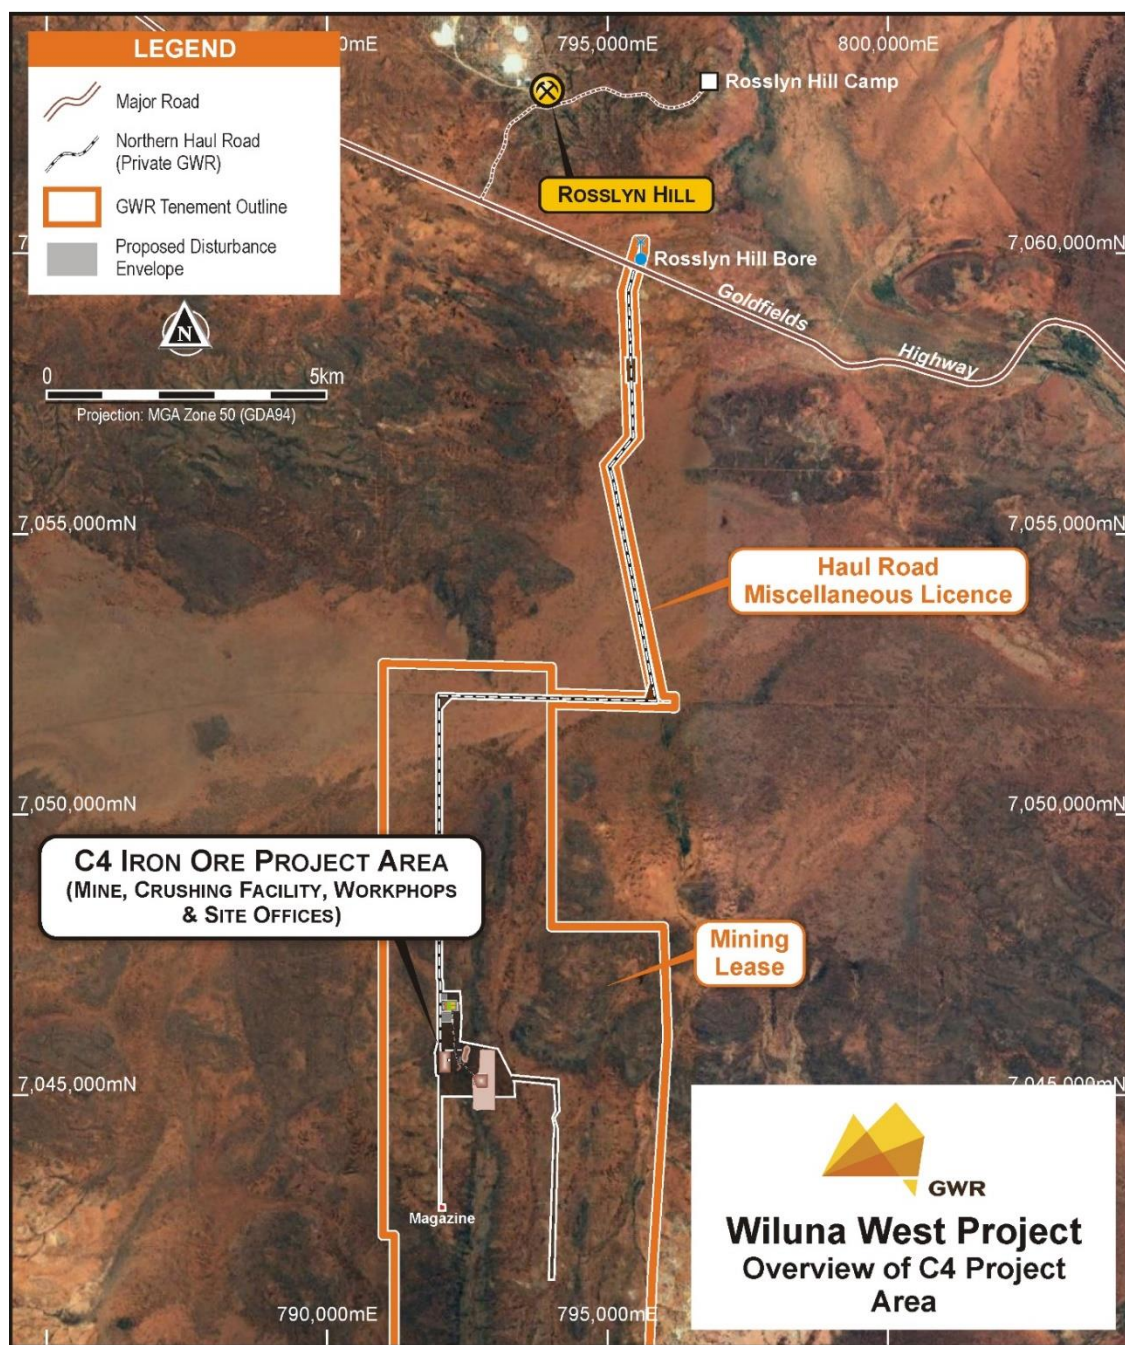 LEGEND
Major Road
Northern Haul Road
(Private GWR)
GWR Tenement Outline
Proposed Disturbance
Envelope
N
0 5km
Projection: MGA Zone 50 (GDA94)
795,000mE
800,000mE
Rosslyn Hill Camp
ROSSLYN HILL
7,060,000mN
Rosslyn Hill Bore
Goldfields
Highway
7,055,000mN
7,055,000mN
Haul Road
Miscellaneous Licence
7,050,000mN
7,050,000mN
C4 IRON ORE PROJECT AREA
(MINE, CRUSHING FACILITY, WORKPHOPS
& SITE OFFICES)
Mining
Lease
7,045,000mN
7,045,000mN
Magazine
790,000mE
795,000mE
GWR
Wiluna West Project
Overview of C4 Project
Area